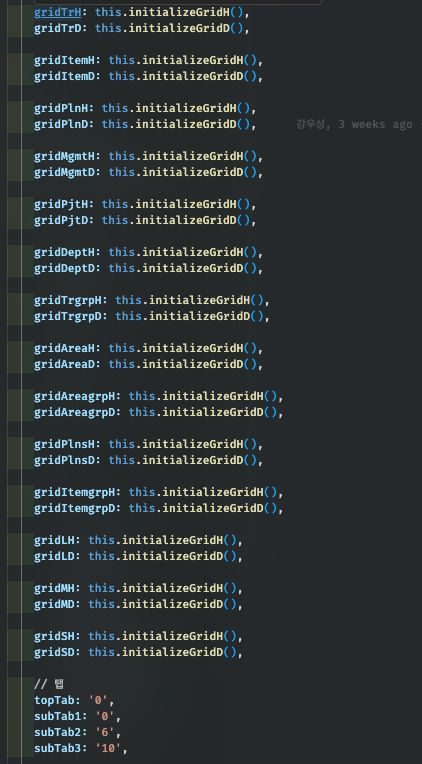 gridTrH: this.initializeGridH(),
gridTrD: this.initializeGridD(),
gridItemH: this.initializeGridH(),
gridItemD: this.initializeGridD(),
gridPlnH: this.initializeGridH(),
gridPlnD: this.initializeGridD(), 강우성, 3 weeks ago
gridMgmtH: this.initializeGridH(),
gridMgmtD: this.initializeGridD(),
gridPjtH: this.initializeGridH(),
gridPjtD: this.initializeGridD(),
gridDeptH: this.initializeGridH(),
gridDeptD: this.initializeGridD(),
gridTrgrpH: this.initializeGridH(),
gridTrgrpD: this.initializeGridD(),
gridAreaH: this.initializeGridH(),
gridAreaD: this.initializeGridD(),
gridAreagrpH: this.initializeGridH(),
gridAreagrpD: this.initializeGridD(),
gridPlnsH: this.initializeGridH(),
gridPlnsD: this.initializeGridD(),
gridItemgrpH: this.initializeGridH(),
gridItemgrpD: this.initializeGridD(),
gridLH: this.initializeGridH(),
gridLD: this.initializeGridD(),
gridMH: this.initializeGridH(),
gridMD: this.initializeGridD(),
gridSH: this.initializeGridH(),
gridSD: this.initializeGridD(),
// 탭
topTab: '0',
subTab1: '0',
subTab2: '6',
subTab3: '10',